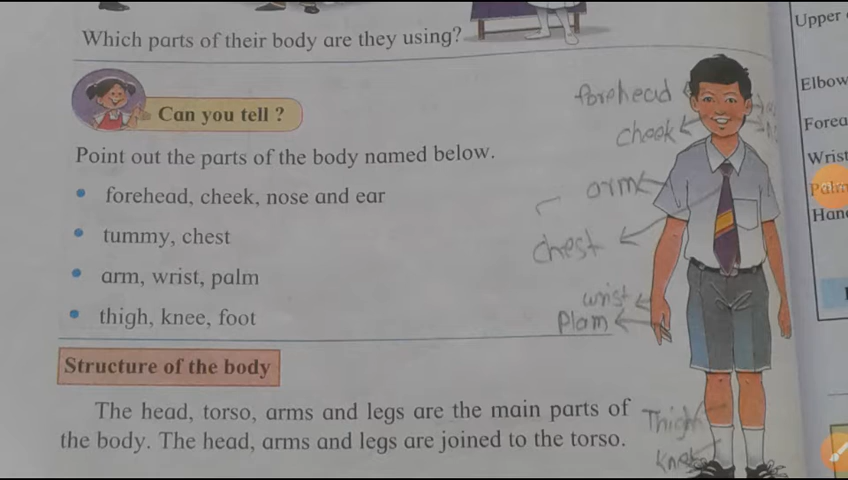 Which parts of their body are they using?
Can you tell ?
Point out the parts of the body named below.
forehead, cheek, nose and ear
tummy, chest
arm, wrist, palm
thigh, knee, foot
Structure of the body
The head, torso, arms and legs are the main parts of
the body. The head, arms and legs are joined to the torso.
forehead
cheek
arm
chest
wrist
Plam
Thigh
Upper
Elbow
Forea
Wrist
Palm
Hand